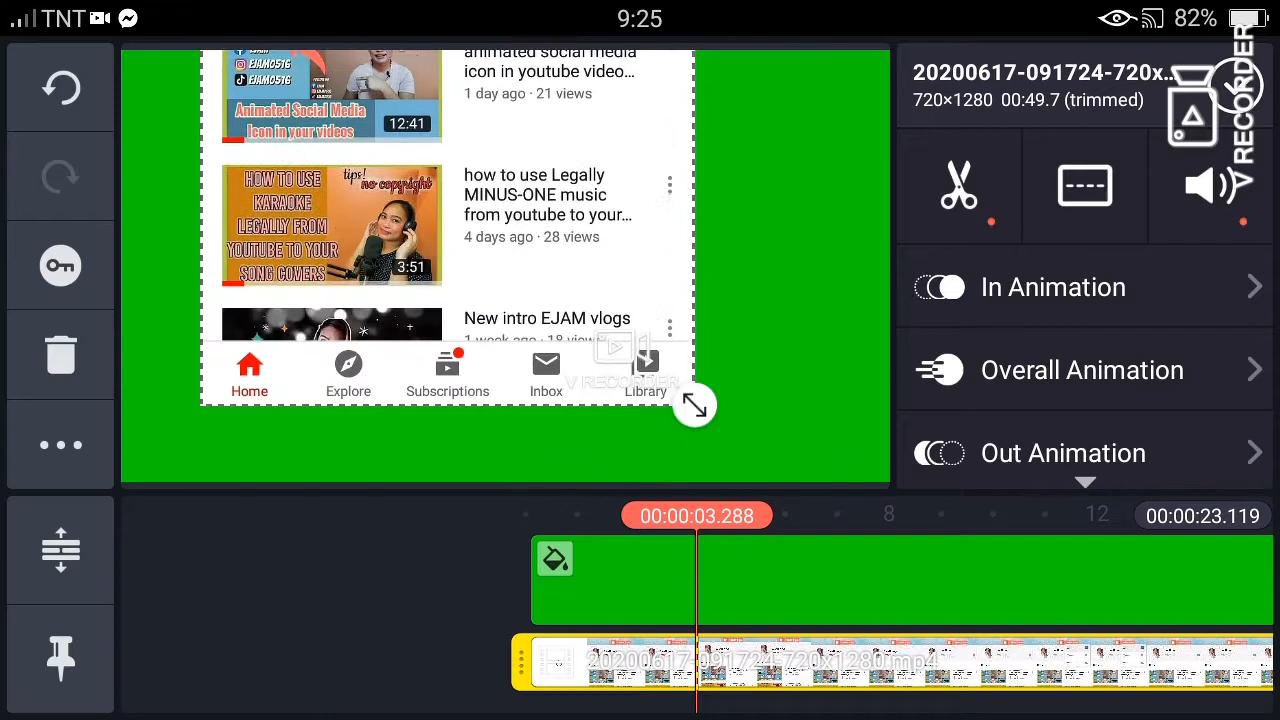 TNT
9:25
82%
EJAM0516
EJAM0516
Animated Social Media
Icon in your videos
12:41
animated social media
icon in youtube video...
1 day ago · 21 views
HOW TO USE
KARAOKE
LEGALLY FROM
YOUTUBE TO YOUR
SONG COVERS
tips!
no copyright
3:51
how to use Legally
MINUS-ONE music
from youtube to your...
4 days ago · 28 views
New intro EJAM vlogs
1 week ago · 18 views
Home
Explore
Subscriptions
Inbox
Library
V RECORDER
20200617-091724-720x...
720×1280 00:49.7 (trimmed)
V RECORDER
In Animation
Overall Animation
Out Animation
00:00:03.288
8
12
00:00:23.119
20200617-091724-720x1280.mp4